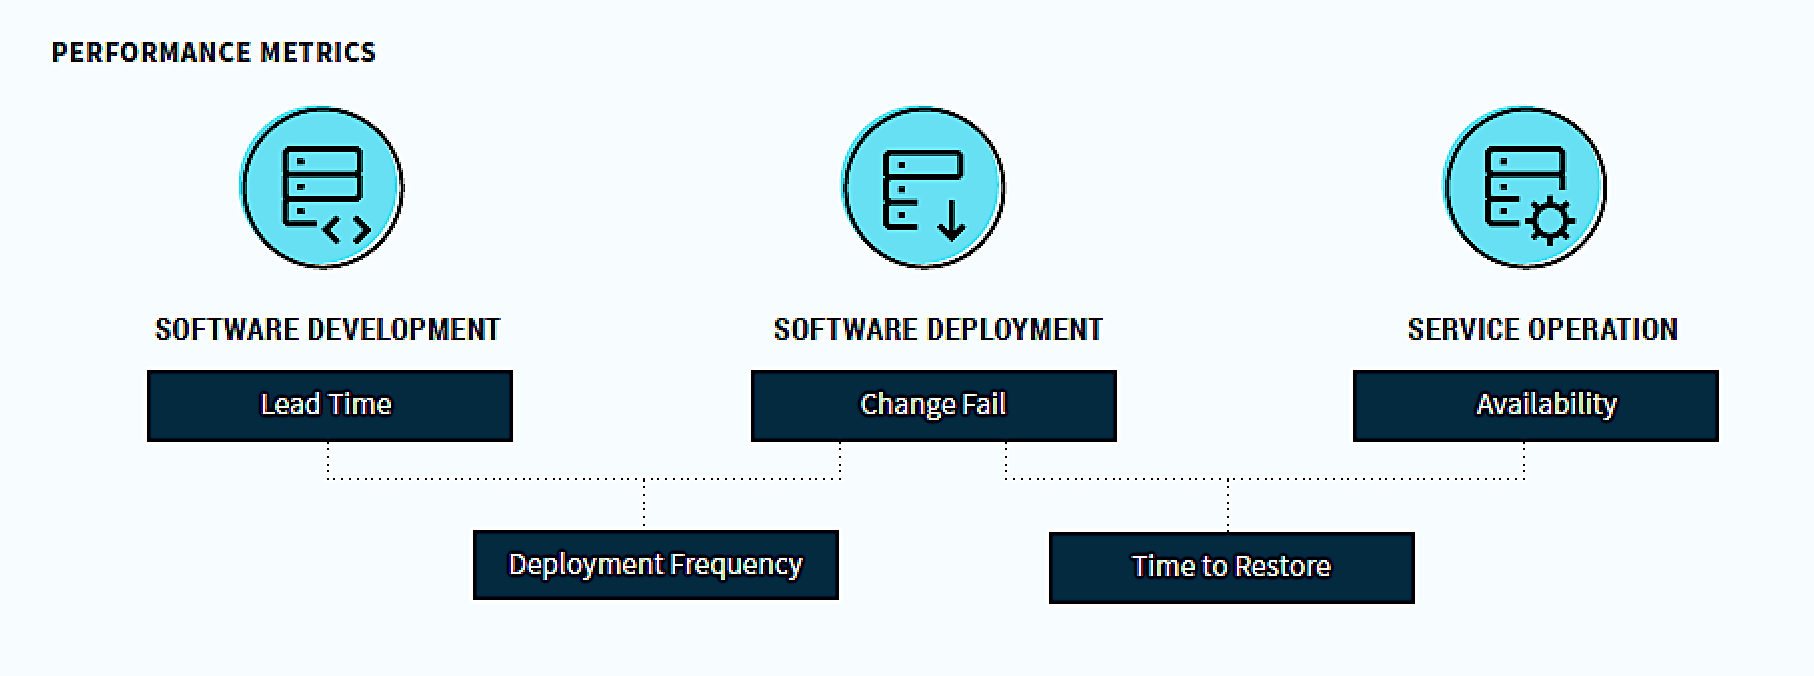 PERFORMANCE METRICS
SOFTWARE DEVELOPMENT
SOFTWARE DEPLOYMENT
SERVICE OPERATION
Lead Time
Change Fail
Availability
Deployment Frequency
Time to Restore